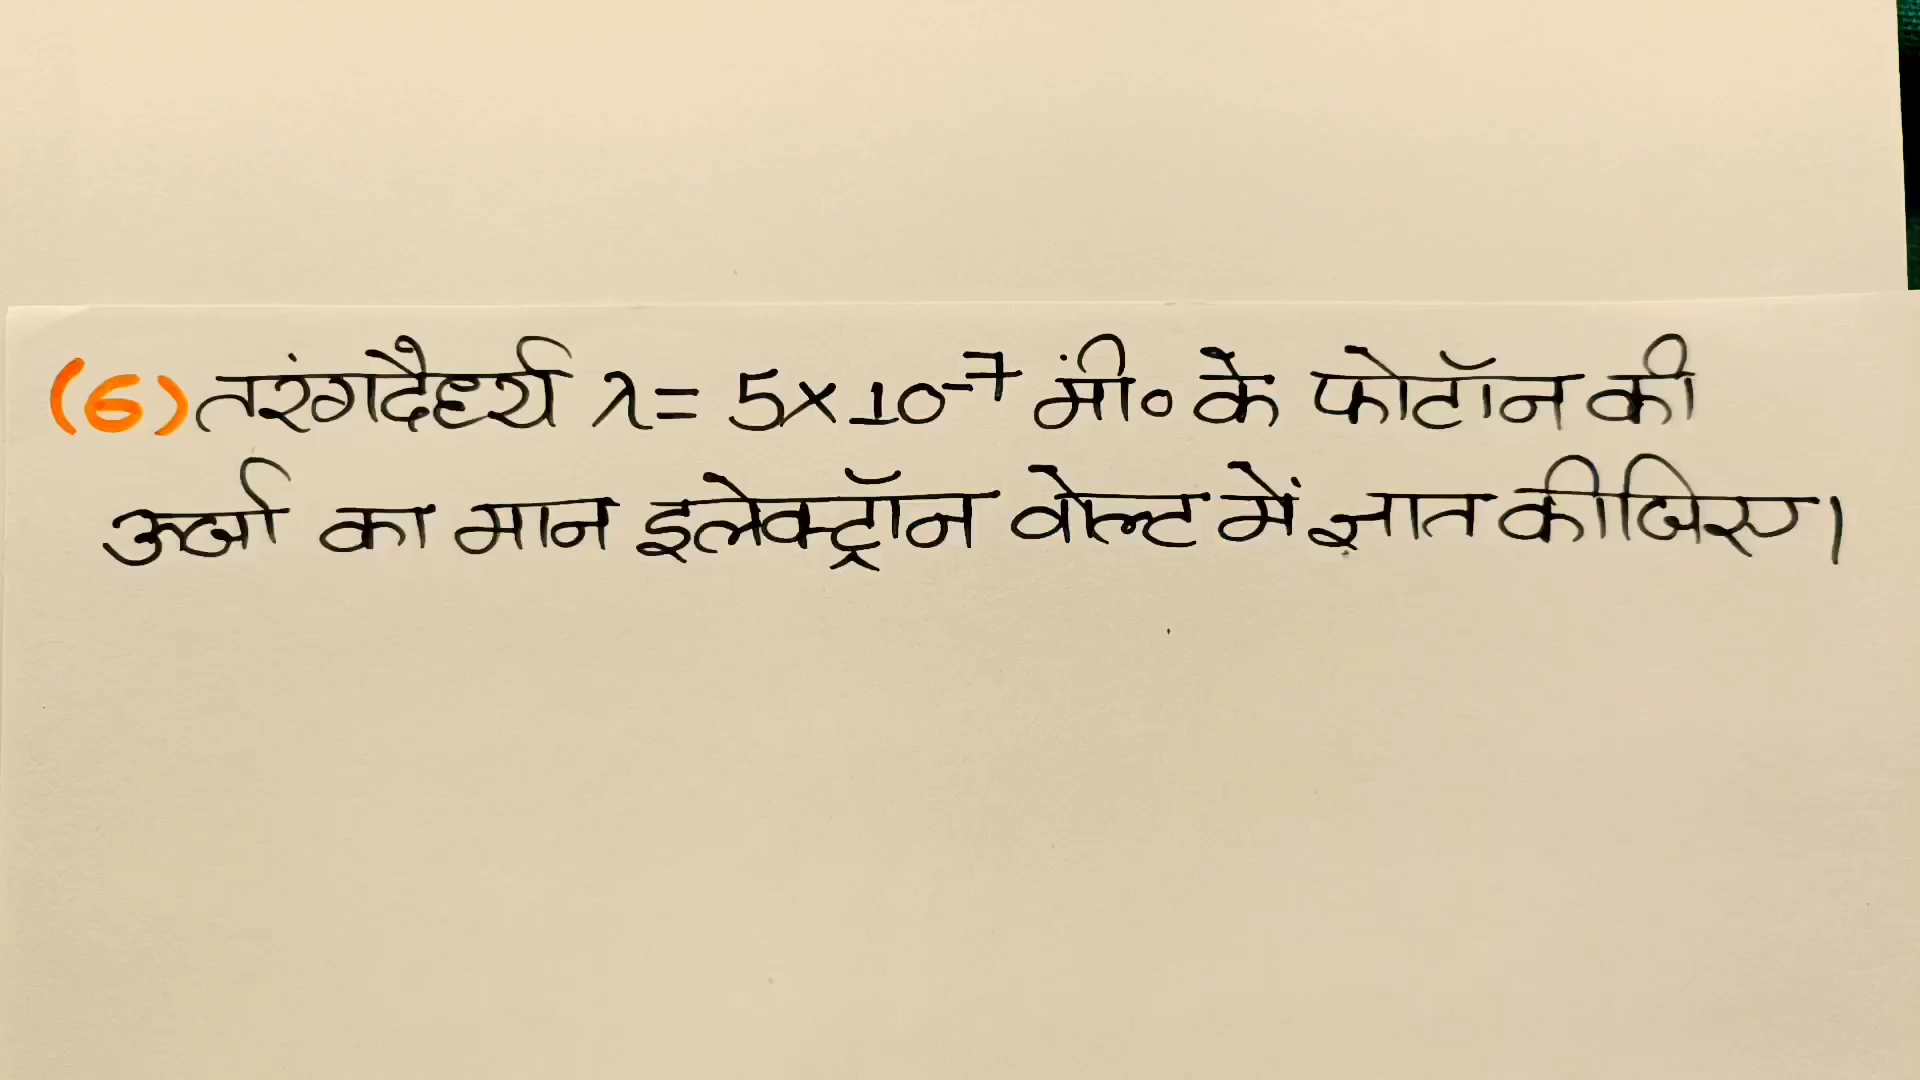 (6) तरंगदैर्ध्य λ = 5×10⁻⁷ मी० के फोटॉन की
ऊर्जा का मान इलेक्ट्रॉन वोल्ट में ज्ञात कीजिए।